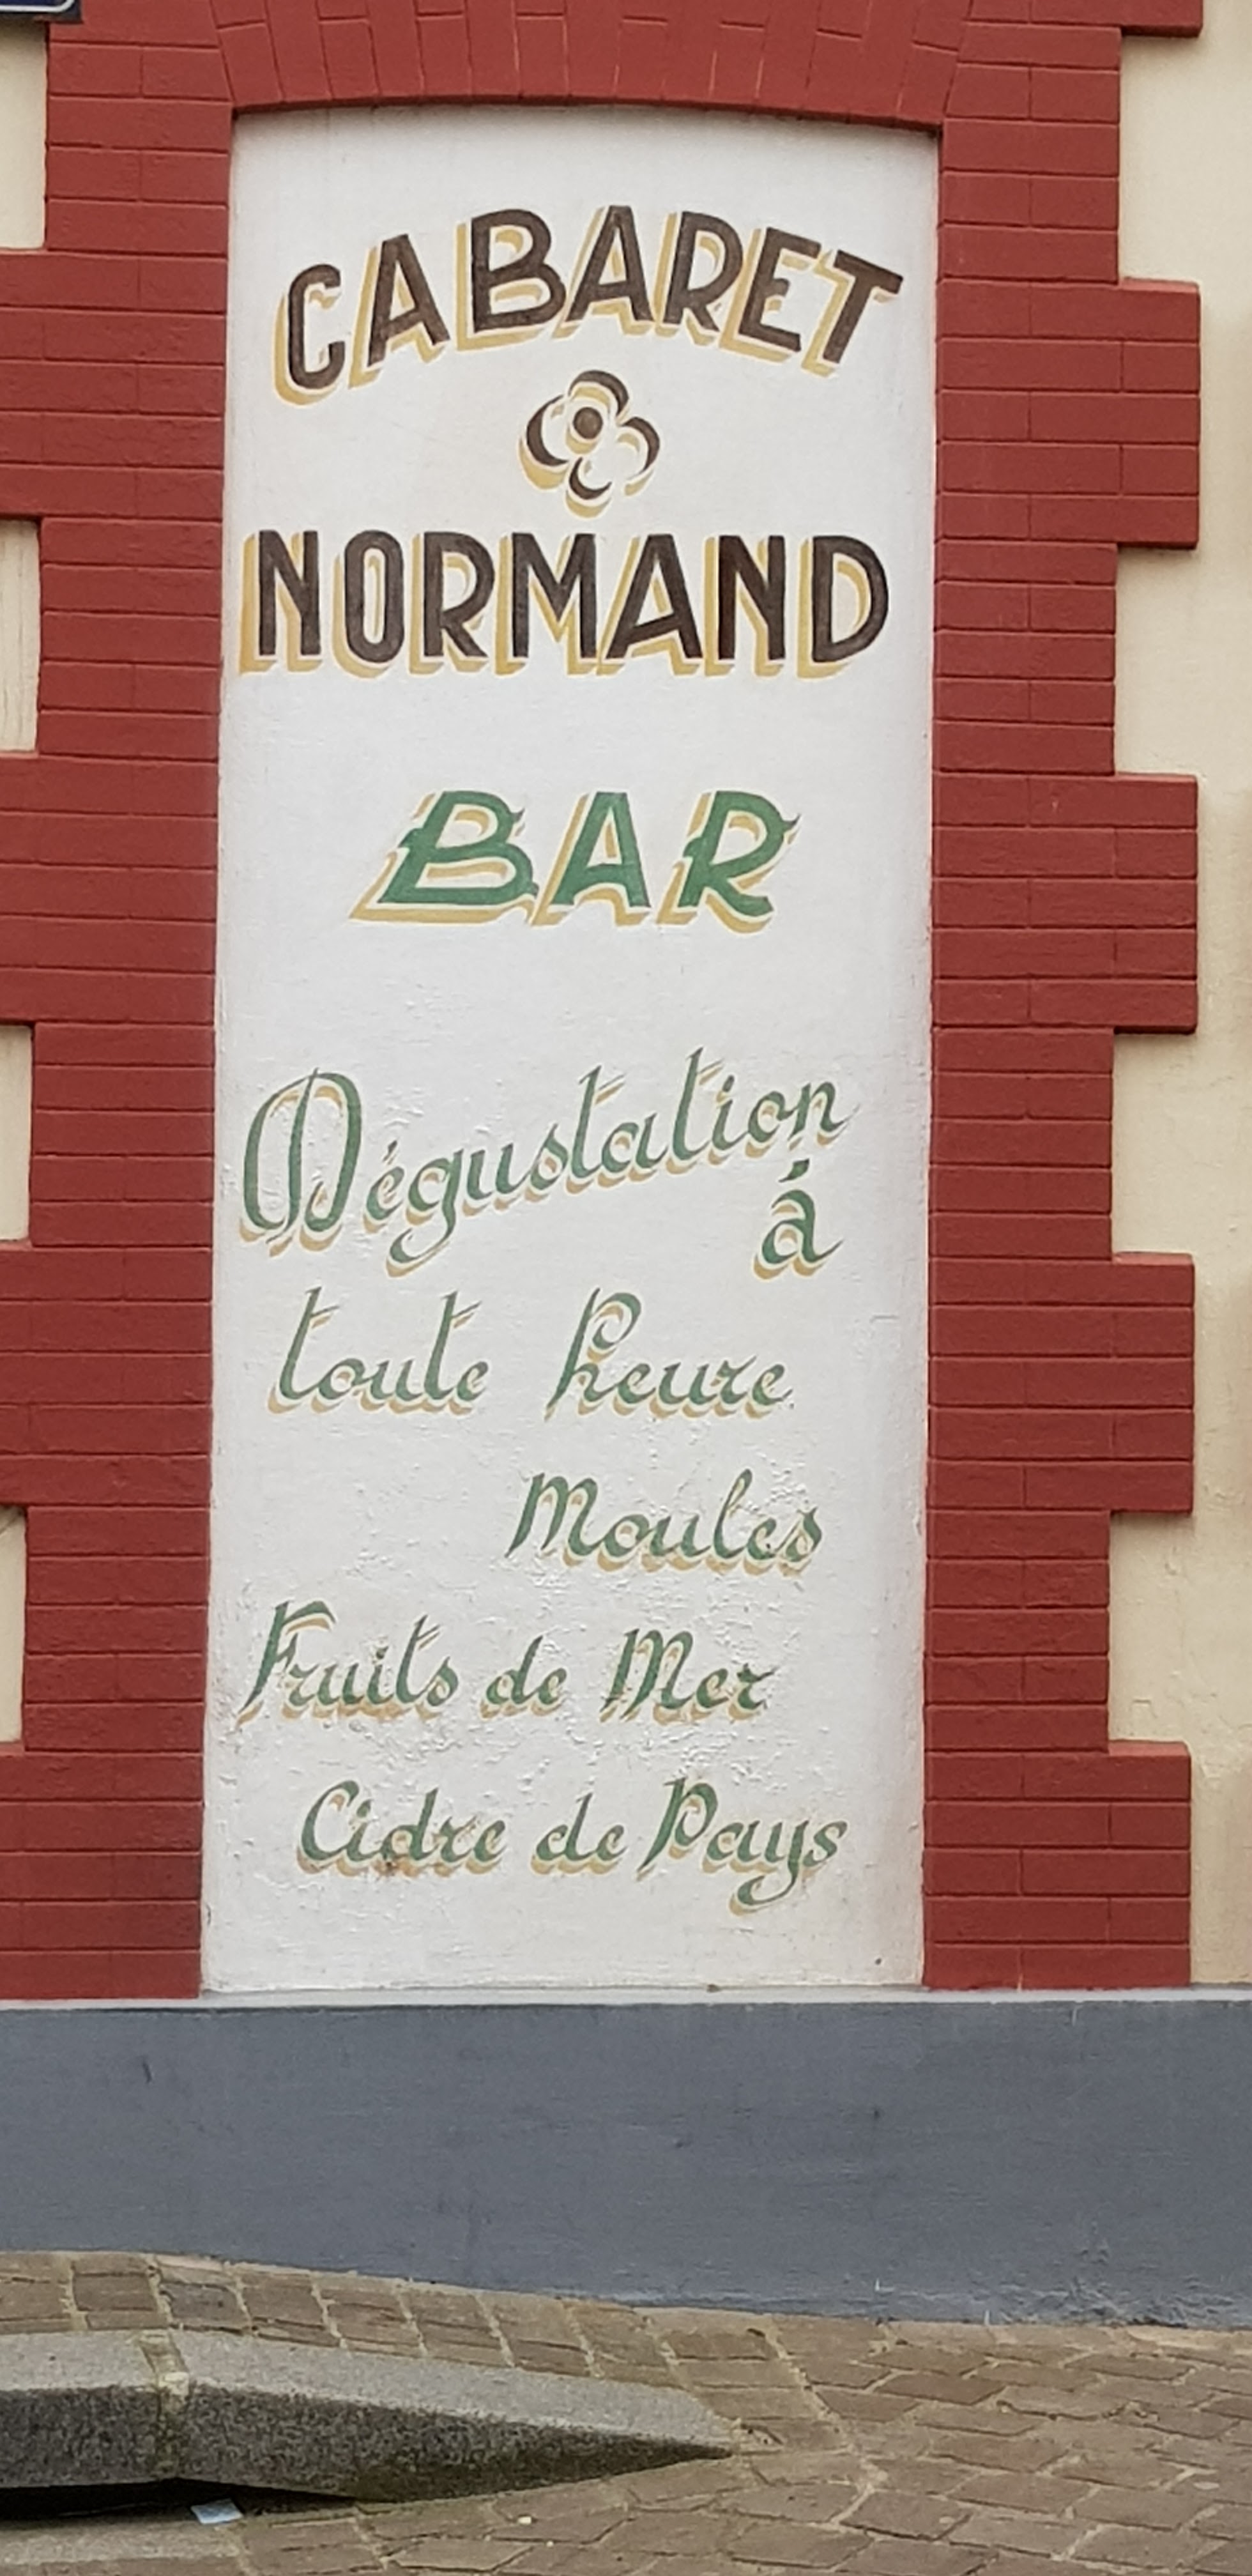 CABARET
NORMAND
BAR
Dégustation
á
toute heure
Moules
Fruits de Mer
Cidre de Pays